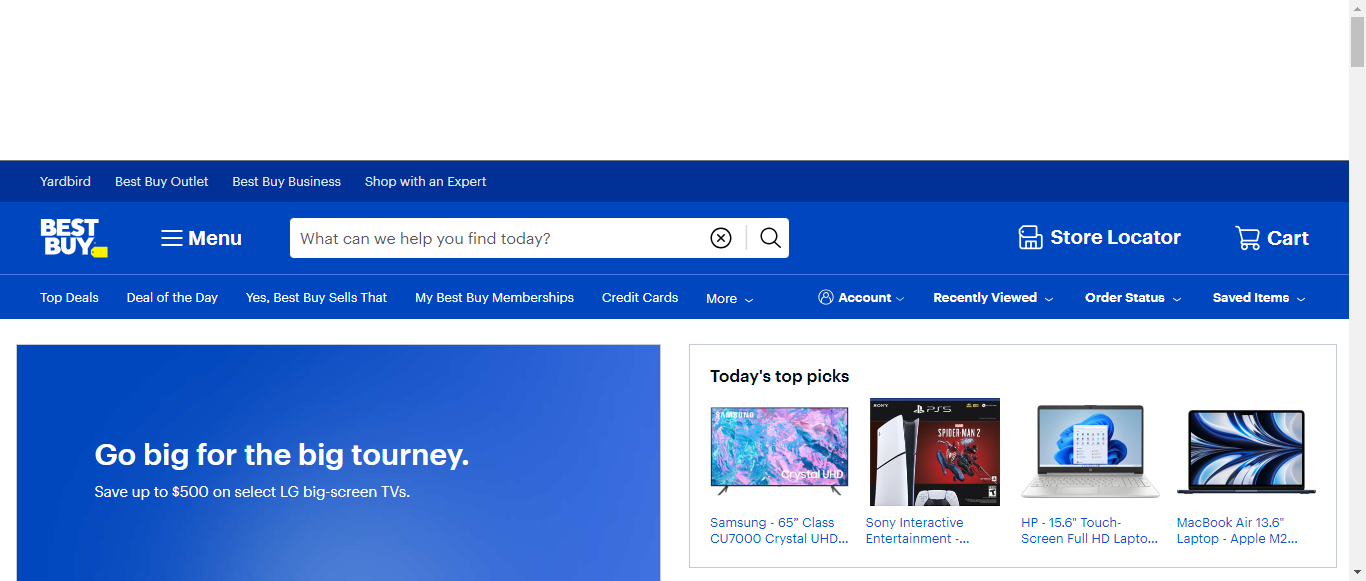 Yardbird Best Buy Outlet Best Buy Business Shop with an Expert
BEST
BUY
Menu
What can we help you find today?
Store Locator
Cart
Top Deals Deal of the Day Yes, Best Buy Sells That My Best Buy Memberships Credit Cards More
Account Recently Viewed Order Status Saved Items
Go big for the big tourney.
Save up to $500 on select LG big-screen TVs.
Today's top picks
SAMSUNG
Crystal UHD
Samsung - 65” Class
CU7000 Crystal UHD...
SONY
PS5
MARVEL
SPIDER-MAN 2
Sony Interactive
Entertainment -...
HP - 15.6" Touch-
Screen Full HD Lapto...
MacBook Air 13.6"
Laptop - Apple M2...